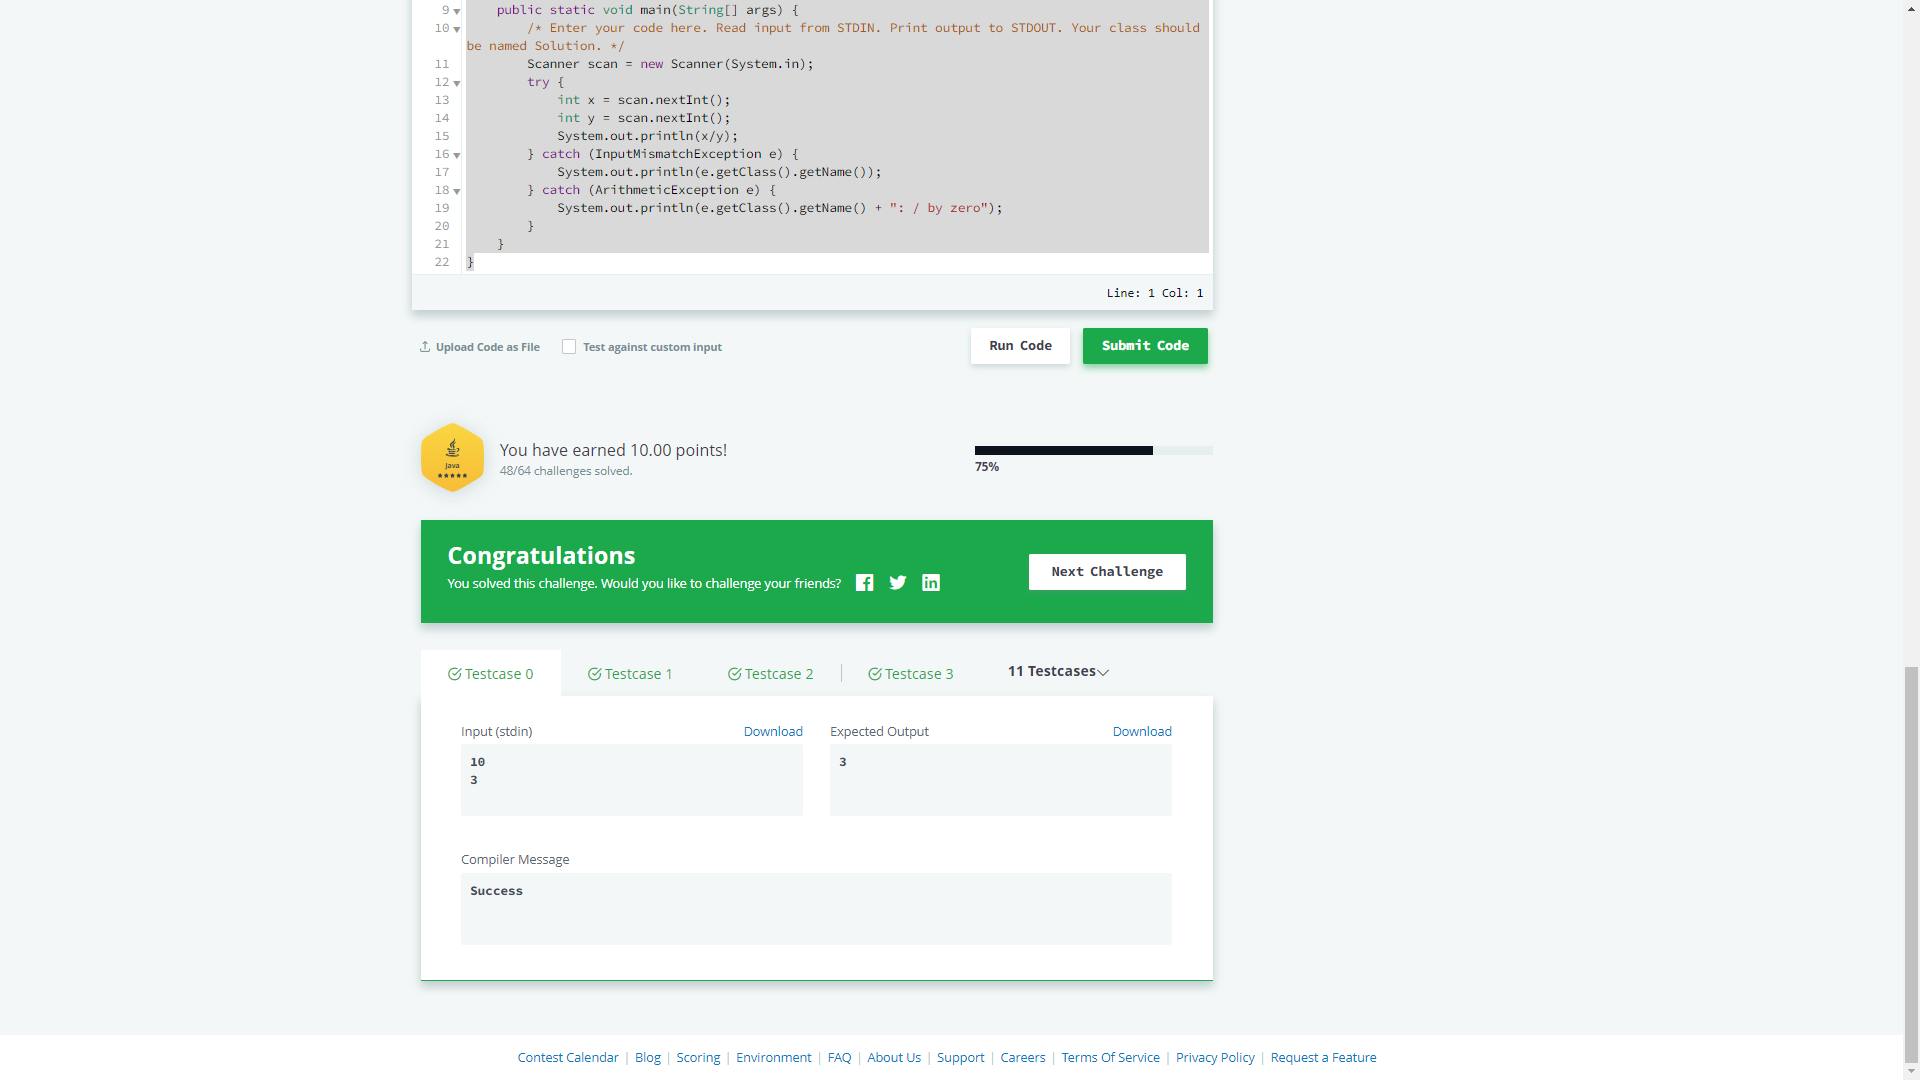 9 public static void main(String[] args) {
10 /* Enter your code here. Read input from STDIN. Print output to STDOUT. Your class should
be named Solution. */
11 Scanner scan = new Scanner(System.in);
12 try {
13 int x = scan.nextInt();
14 int y = scan.nextInt();
15 System.out.println(x/y);
16 } catch (InputMismatchException e) {
17 System.out.println(e.getClass().getName());
18 } catch (ArithmeticException e) {
19 System.out.println(e.getClass().getName() + ": / by zero");
20 }
21 }
22 }
Line: 1 Col: 1
Upload Code as File Test against custom input Run Code Submit Code
Java
You have earned 10.00 points!
48/64 challenges solved.
75%
Congratulations
You solved this challenge. Would you like to challenge your friends?
Next Challenge
Testcase 0 Testcase 1 Testcase 2 Testcase 3 11 Testcases
Input (stdin) Download Expected Output Download
10 3
3
Compiler Message
Success
Contest Calendar | Blog | Scoring | Environment | FAQ | About Us | Support | Careers | Terms Of Service | Privacy Policy | Request a Feature